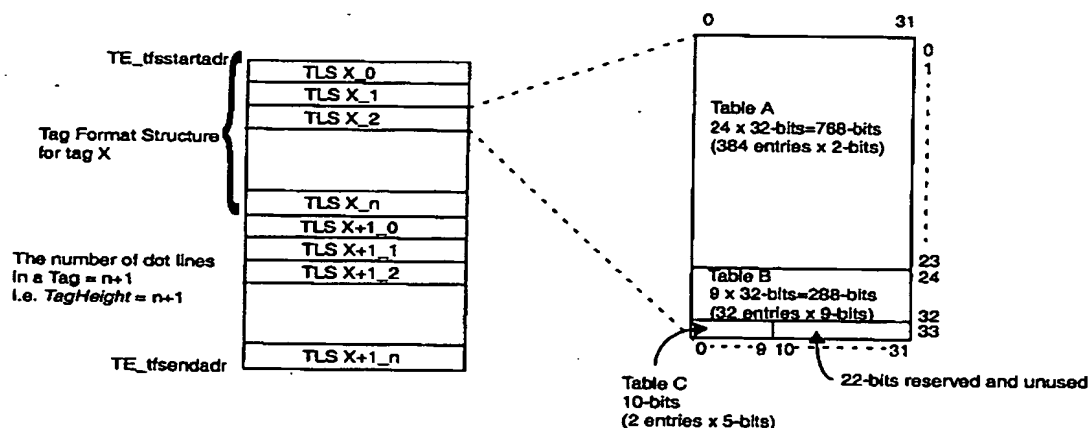 TE_tfsstartadr
TLS X_0
TLS X_1
TLS X_2
Tag Format Structure
for tag X
TLS X_n
TLS X+1_0
TLS X+1_1
TLS X+1_2
The number of dot lines
in a Tag = n+1
i.e. TagHeight = n+1
TLS X+1_n
TE_tfsendadr
0 31
0
1
Table A
24 x 32-bits=768-bits
(384 entries x 2-bits)
23
24
Table B
9 x 32-bits=288-bits
(32 entries x 9-bits)
32
33
0 9 10 31
22-bits reserved and unused
Table C
10-bits
(2 entries x 5-bits)